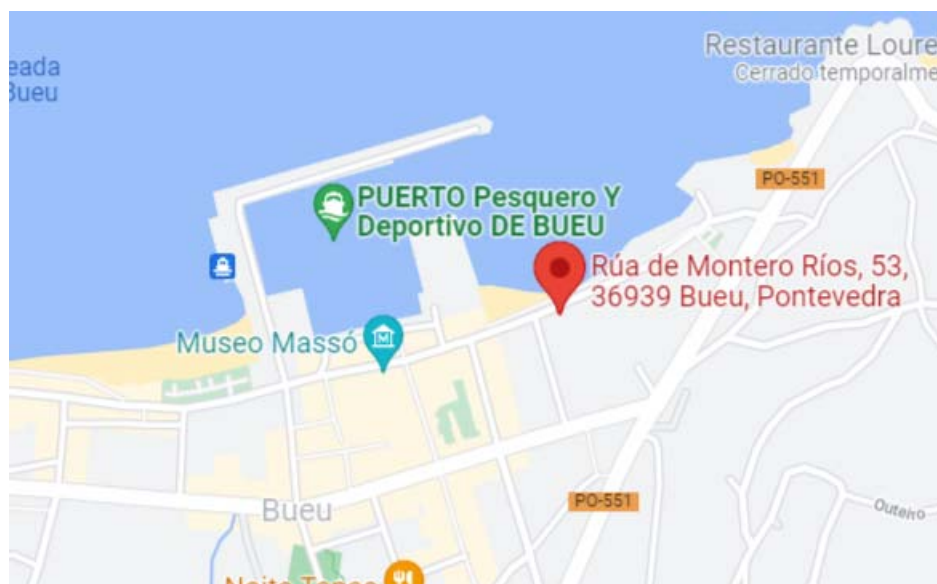 Restaurante Loure
Cerrado temporalme
eada
Bueu
PO-551
PUERTO Pesquero Y
Deportivo DE BUEU
Rúa de Montero Ríos, 53,
36939 Bueu, Pontevedra
Museo Massó
M
PO-551
Bueu
Outeiro